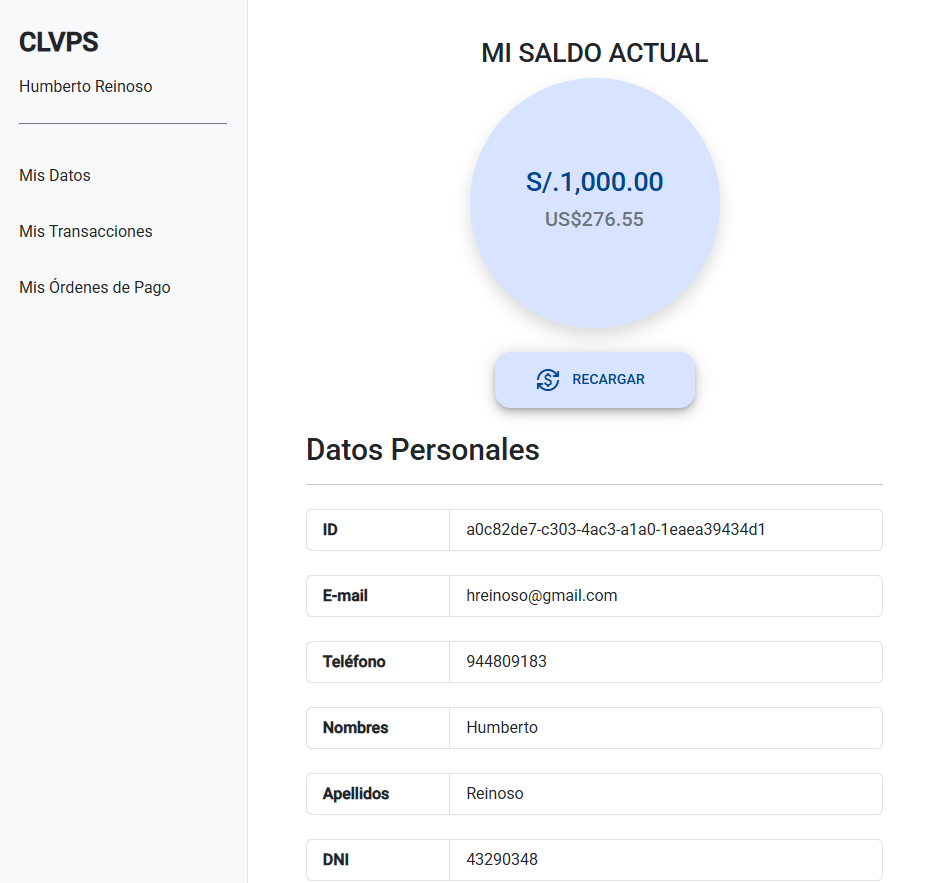 CLVPS
Humberto Reinoso
Mis Datos
Mis Transacciones
Mis Órdenes de Pago
MI SALDO ACTUAL
S/.1,000.00
US$276.55
RECARGAR
Datos Personales
ID a0c82de7-c303-4ac3-a1a0-1eaea39434d1
E-mail hreinoso@gmail.com
Teléfono 944809183
Nombres Humberto
Apellidos Reinoso
DNI 43290348